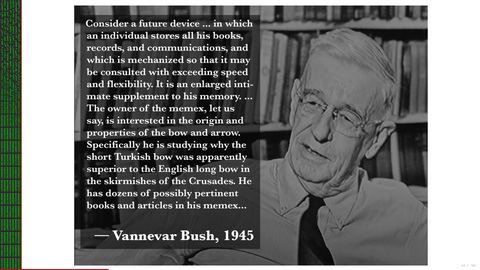 Consider a future device ... in which
an individual stores all his books,
records, and communications, and
which is mechanized so that it may
be consulted with exceeding speed
and flexibility. It is an enlarged inti-
mate supplement to his memory. ...
The owner of the memex, let us
say, is interested in the origin and
properties of the bow and arrow.
Specifically he is studying why the
short Turkish bow was apparently
superior to the English long bow in
the skirmishes of the Crusades. He
has dozens of possibly pertinent
books and articles in his memex...
— Vannevar Bush, 1945